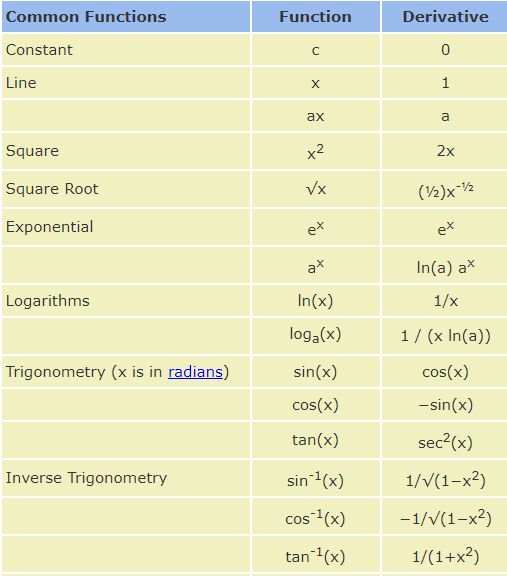 Common Functions Function Derivative
Constant c 0
Line x 1
ax a
Square x² 2x
Square Root √x (½)x⁻½
Exponential eˣ eˣ
aˣ ln(a) aˣ
Logarithms ln(x) 1/x
logₐ(x) 1 / (x ln(a))
Trigonometry (x is in radians) sin(x) cos(x)
cos(x) −sin(x)
tan(x) sec²(x)
Inverse Trigonometry sin⁻¹(x) 1/√(1−x²)
cos⁻¹(x) −1/√(1−x²)
tan⁻¹(x) 1/(1+x²)